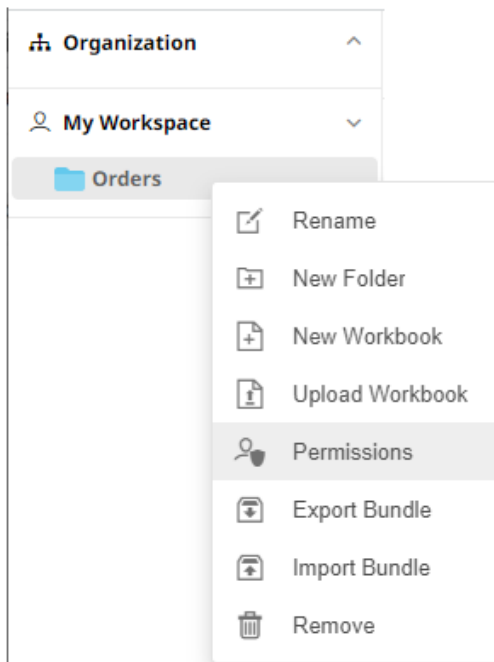 Organization
My Workspace
Orders
Rename
New Folder
New Workbook
Upload Workbook
Permissions
Export Bundle
Import Bundle
Remove